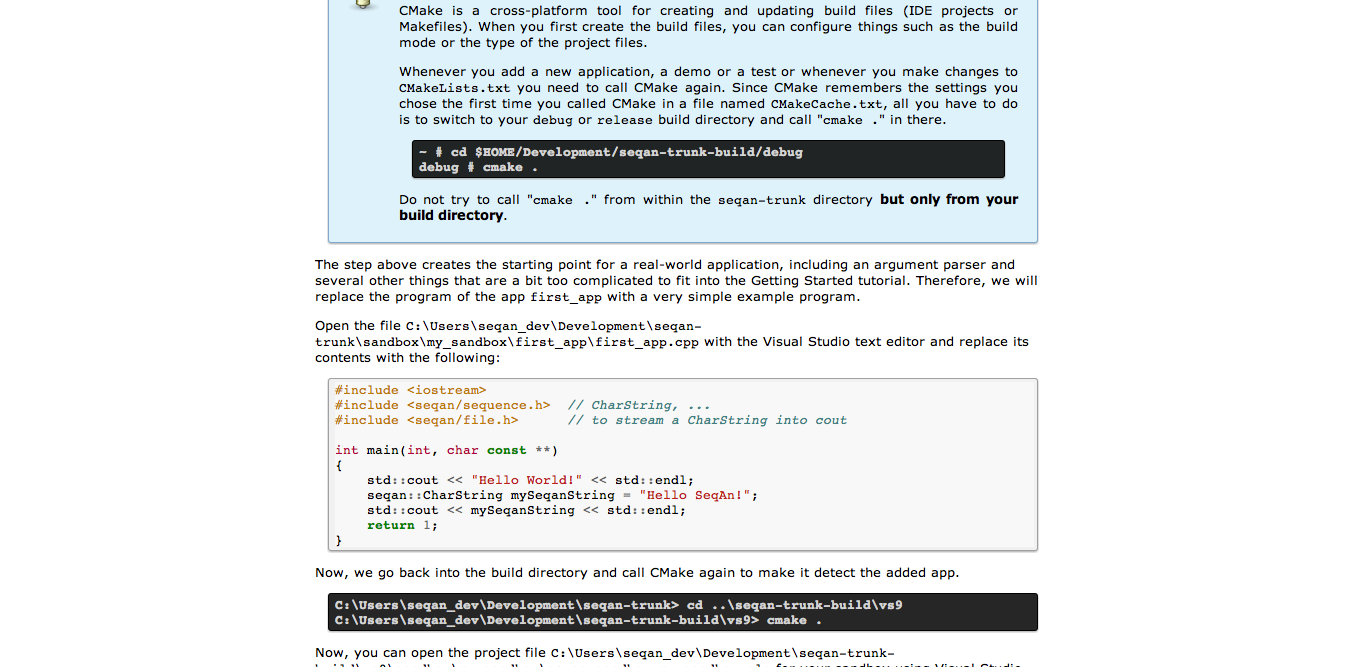 CMake is a cross-platform tool for creating and updating build files (IDE projects or
Makefiles). When you first create the build files, you can configure things such as the build
mode or the type of the project files.
Whenever you add a new application, a demo or a test or whenever you make changes to
CMakeLists.txt you need to call CMake again. Since CMake remembers the settings you
chose the first time you called CMake in a file named CMakeCache.txt, all you have to do
is to switch to your debug or release build directory and call "cmake ." in there.
~ # cd $HOME/Development/seqan-trunk-build/debug
debug # cmake .
Do not try to call "cmake ." from within the seqan-trunk directory but only from your
build directory.
The step above creates the starting point for a real-world application, including an argument parser and
several other things that are a bit too complicated to fit into the Getting Started tutorial. Therefore, we will
replace the program of the app first_app with a very simple example program.
Open the file C:\Users\seqan_dev\Development\seqan-
trunk\sandbox\my_sandbox\first_app\first_app.cpp with the Visual Studio text editor and replace its
contents with the following:
#include <iostream>
#include <seqan/sequence.h>  // CharString, ...
#include <seqan/file.h>      // to stream a CharString into cout
int main(int, char const **)
{
    std::cout << "Hello World!" << std::endl;
    seqan::CharString mySeqanString = "Hello SeqAn!";
    std::cout << mySeqanString << std::endl;
    return 1;
}
Now, we go back into the build directory and call CMake again to make it detect the added app.
C:\Users\seqan_dev\Development\seqan-trunk> cd ..\seqan-trunk-build\vs9
C:\Users\seqan_dev\Development\seqan-trunk-build\vs9> cmake .
Now, you can open the project file C:\Users\seqan_dev\Development\seqan-trunk-
for your sandbox using Visual Studio